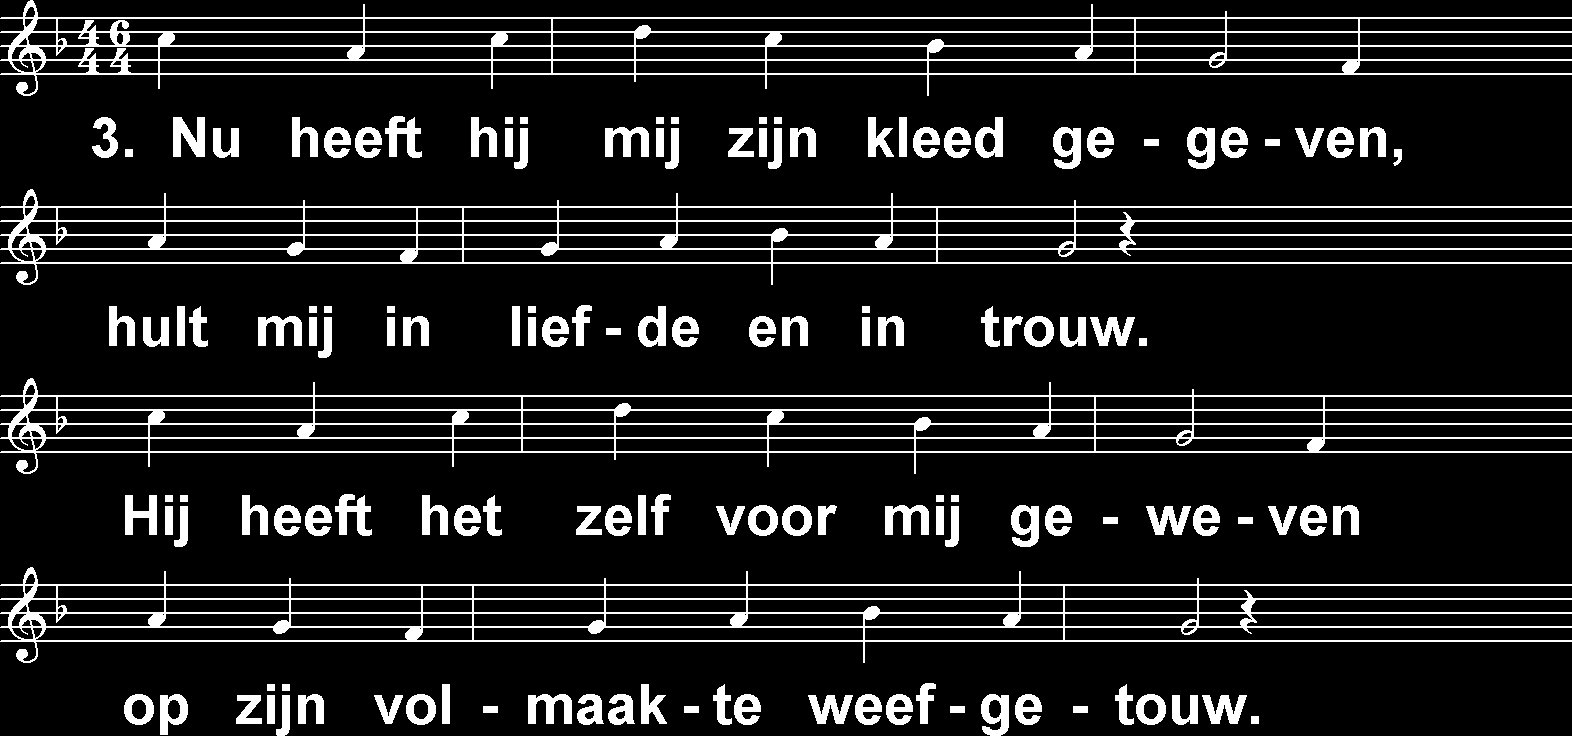 3. Nu heeft hij mij zijn kleed ge - ge - ven,
hult mij in lief - de en in trouw.
Hij heeft het zelf voor mij ge - we - ven
op zijn vol - maak - te weef - ge - touw.